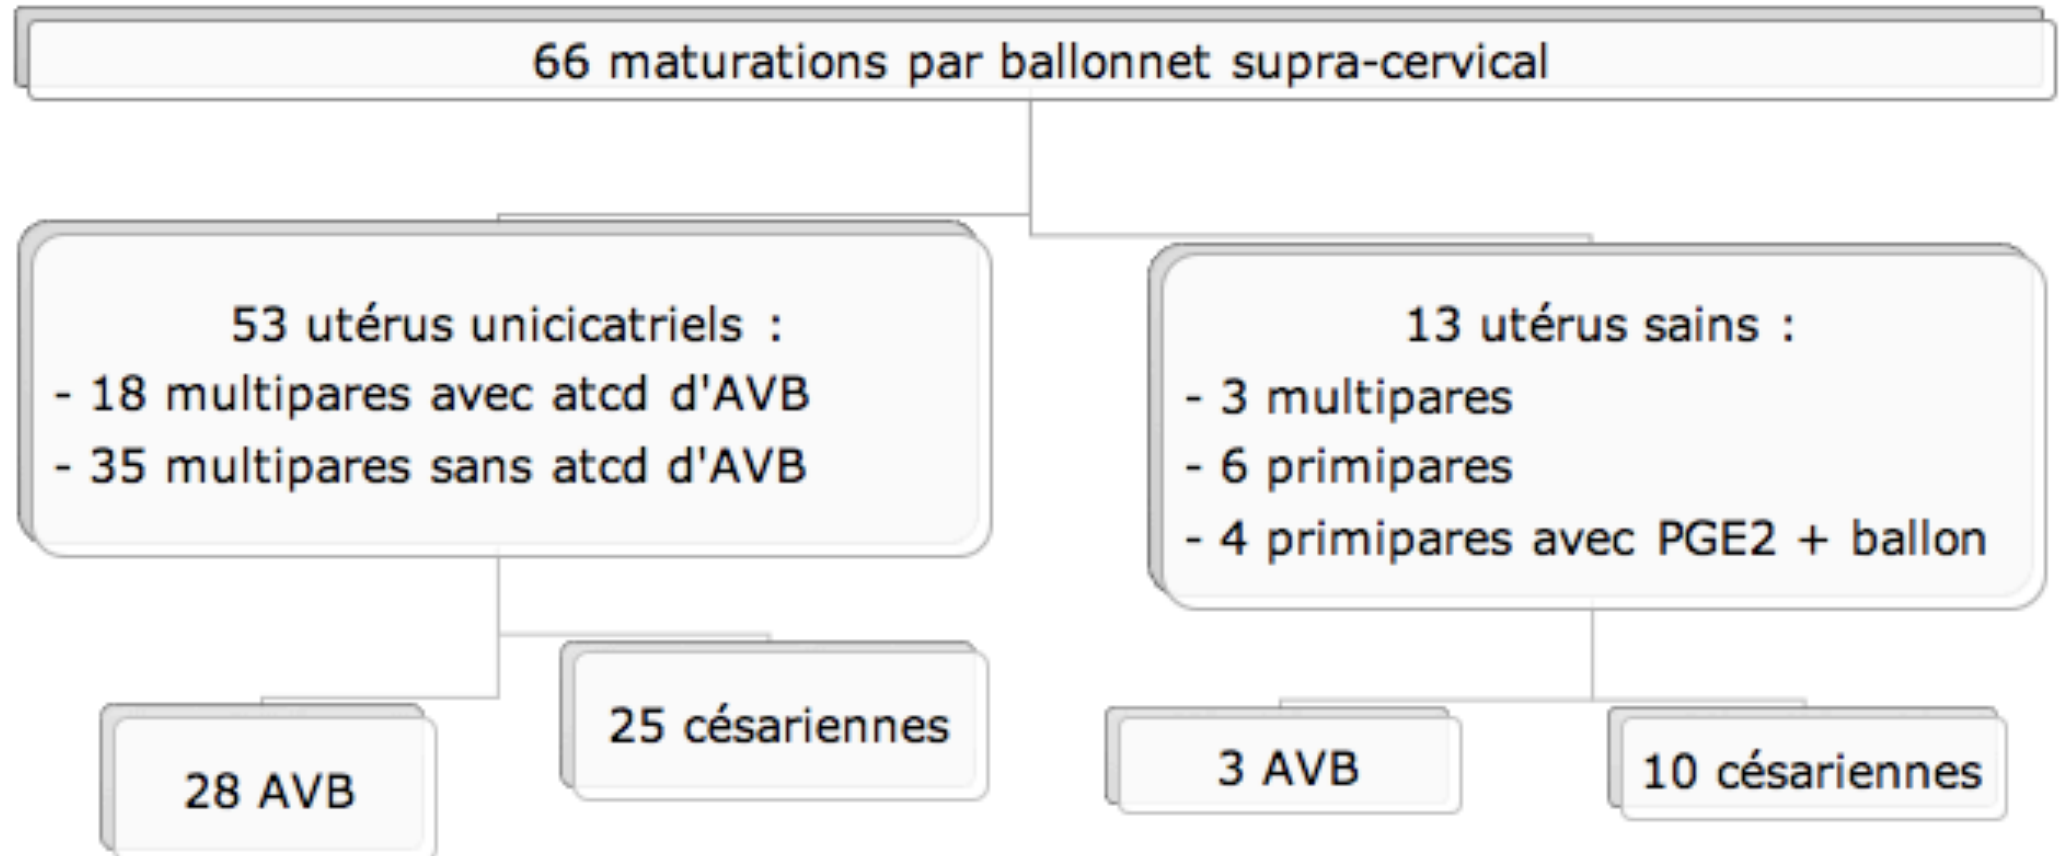 66 maturations par ballonnet supra-cervical
53 utérus unicicatriels :
- 18 multipares avec atcd d'AVB
- 35 multipares sans atcd d'AVB
13 utérus sains :
- 3 multipares
- 6 primipares
- 4 primipares avec PGE2 + ballon
28 AVB
25 césariennes
3 AVB
10 césariennes